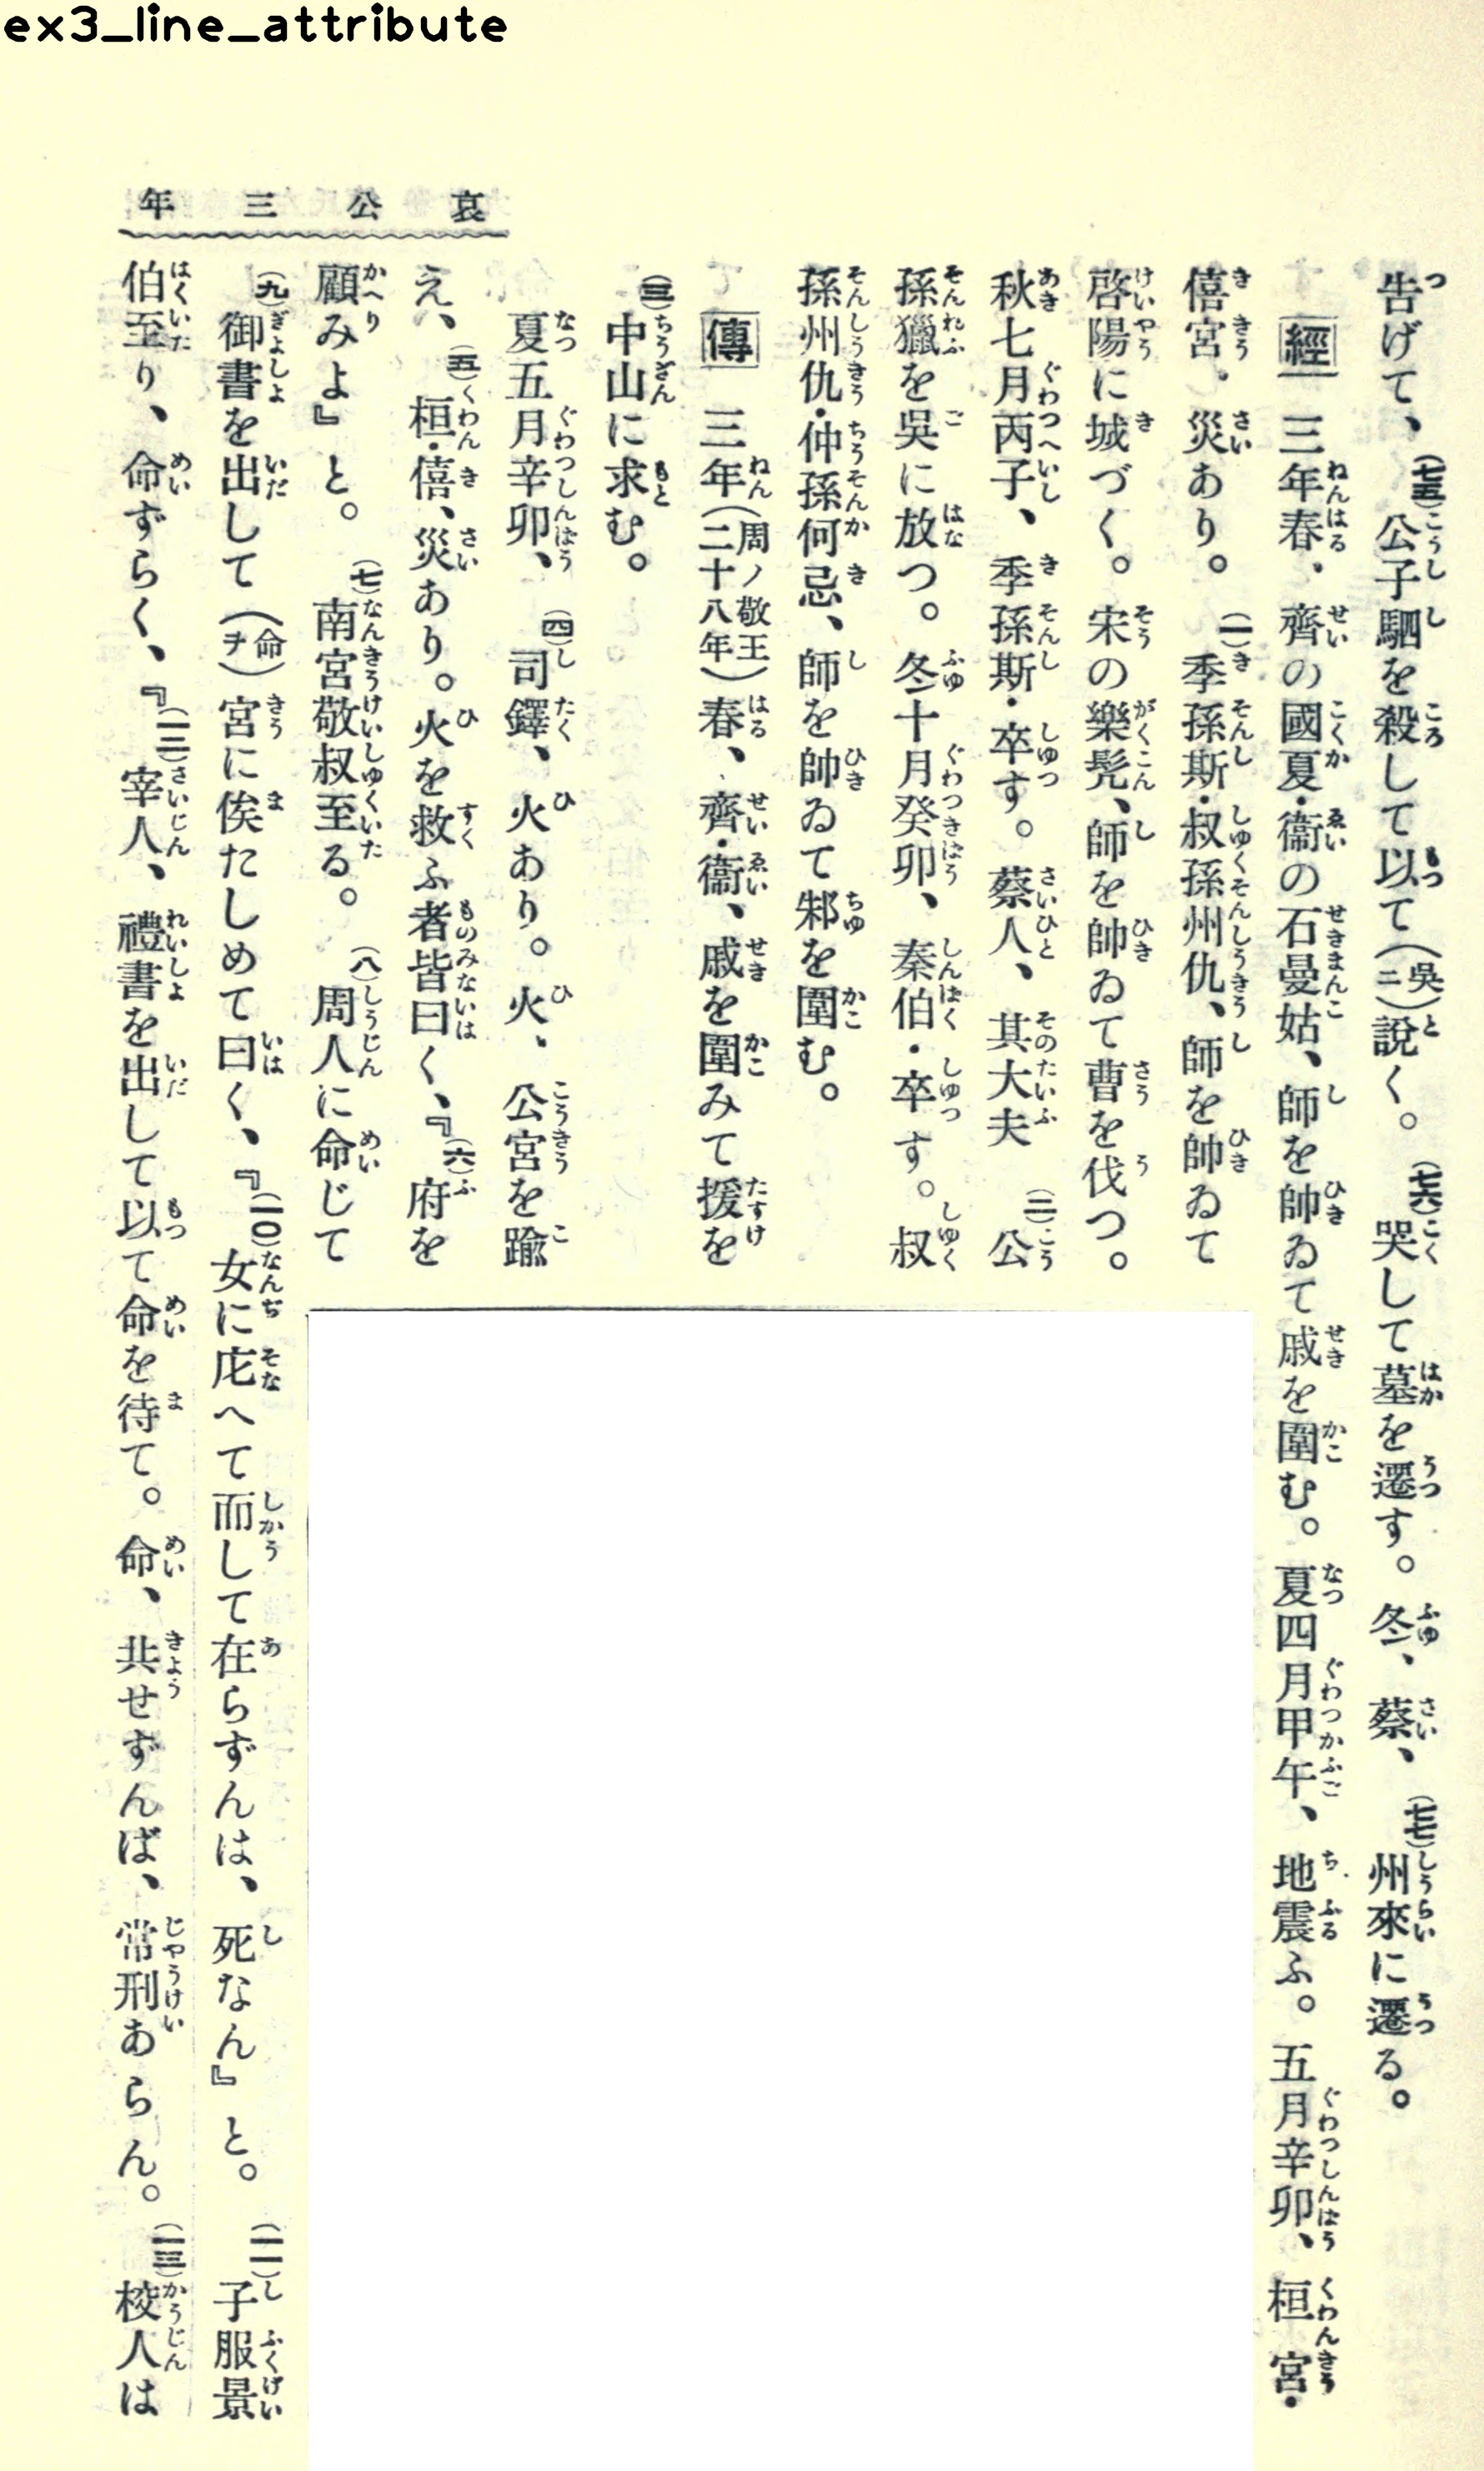 ex3_line_attribute
哀公三年
告げて、(七五)公子駟を殺して以て(吳ニ)說く。(七六)哭して墓を遷す。冬、蔡、(七七)州來に遷る。
經 三年春、齊の國夏・衞の石曼姑、師を帥ゐて戚を圍む。夏四月甲午、地震ふ。五月辛卯、桓宮・
僖宮、災あり。(一)季孫斯・叔孫州仇、師を帥ゐて
啓陽に城づく。宋の樂髠、師を帥ゐて曹を伐つ。
秋七月丙子、季孫斯・卒す。蔡人、其大夫(二)公
孫獵を吳に放つ。冬十月癸卯、秦伯・卒す。叔
孫州仇・仲孫何忌、師を帥ゐて邾を圍む。
傳 三年(周ノ敬王二十八年)春、齊・衞、戚を圍みて援を
(三)中山に求む。
夏五月辛卯、(四)司鐸、火あり。火、公宮を踰
え、(五)桓・僖、災あり。火を救ふ者皆曰く、『(六)府を
顧みよ』と。(七)南宮敬叔至る。(八)周人に命じて
(九)御書を出して(命ヲ)宮に俟たしめて曰く、『(一〇)女に庀へて而して在らずんは、死なん』と。(一一)子服景
伯至り、命ずらく、『(一二)宰人、禮書を出して以て命を待て。命、共せずんば、常刑あらん。(一三)校人は